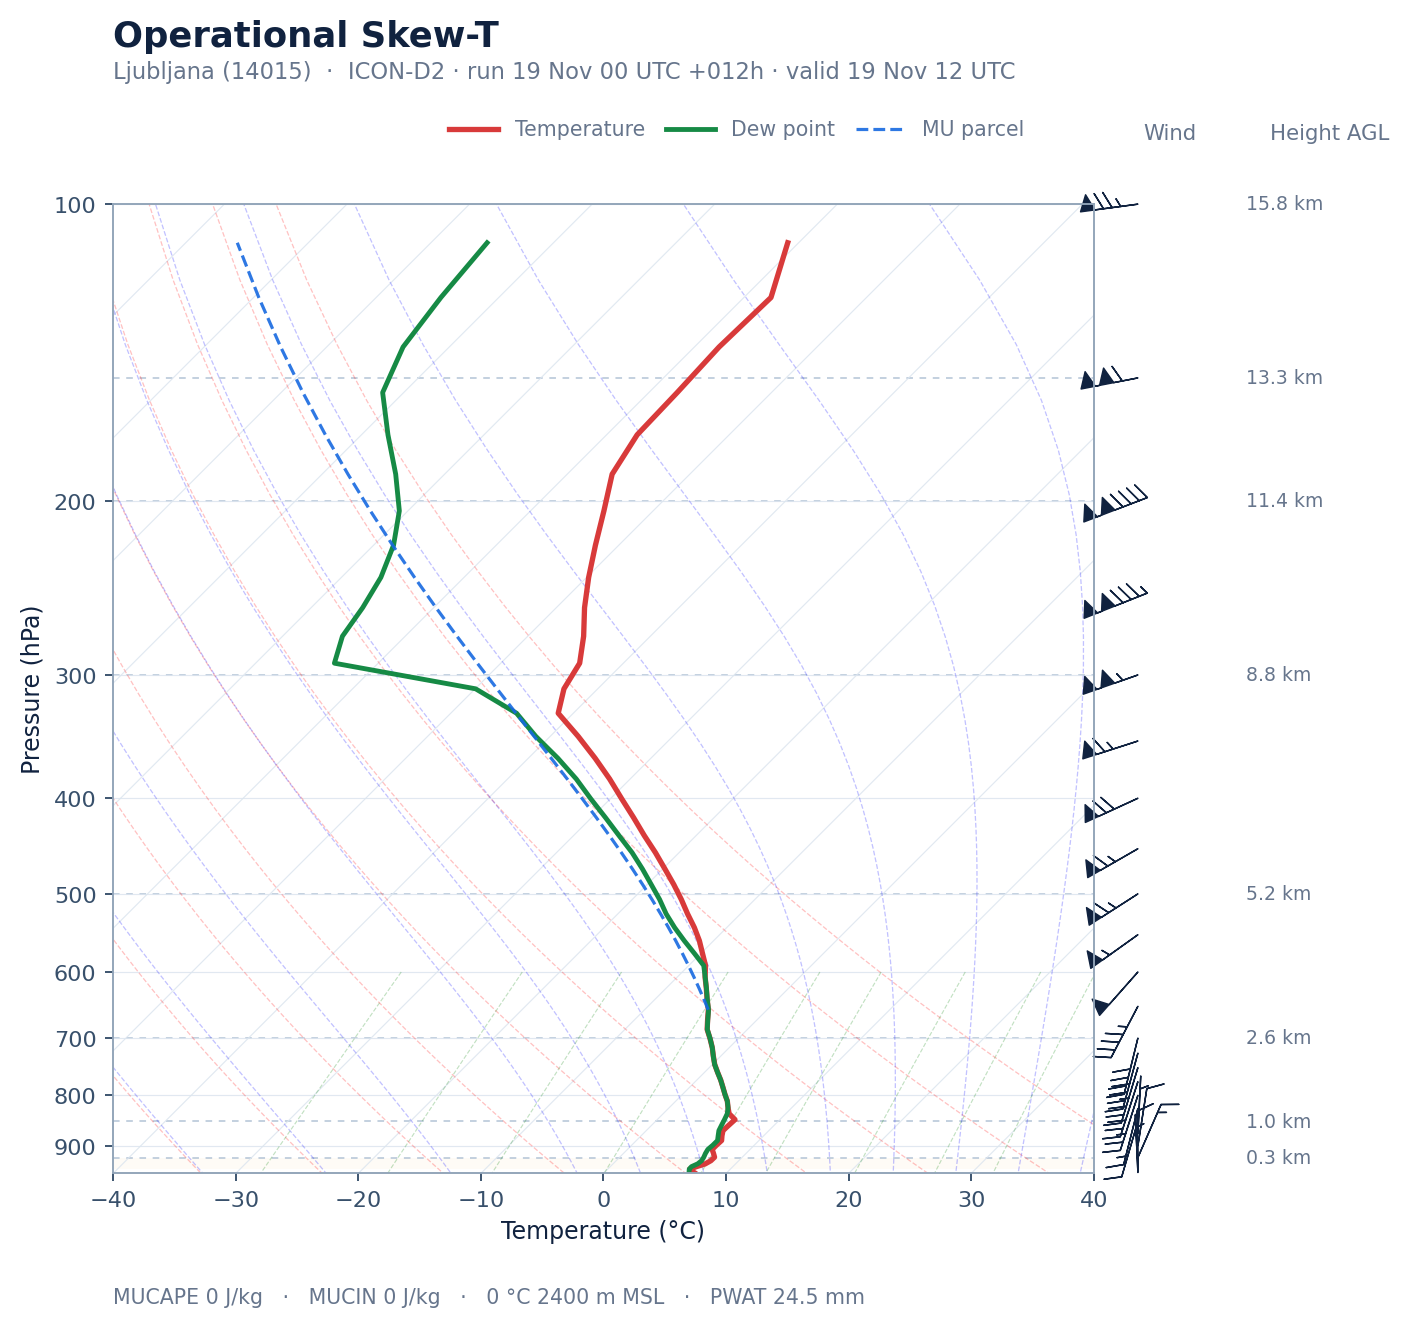 Operational Skew-T
Ljubljana (14015)  ·  ICON-D2 · run 19 Nov 00 UTC +012h · valid 19 Nov 12 UTC
Temperature   Dew point   MU parcel   Wind   Height AGL
100   15.8 km
13.3 km
200   11.4 km
300   8.8 km
400
500   5.2 km
600
700   2.6 km
800
1.0 km
900
0.3 km
Pressure (hPa)
−40   −30   −20   −10   0   10   20   30   40
Temperature (°C)
MUCAPE 0 J/kg   ·   MUCIN 0 J/kg   ·   0 °C 2400 m MSL   ·   PWAT 24.5 mm